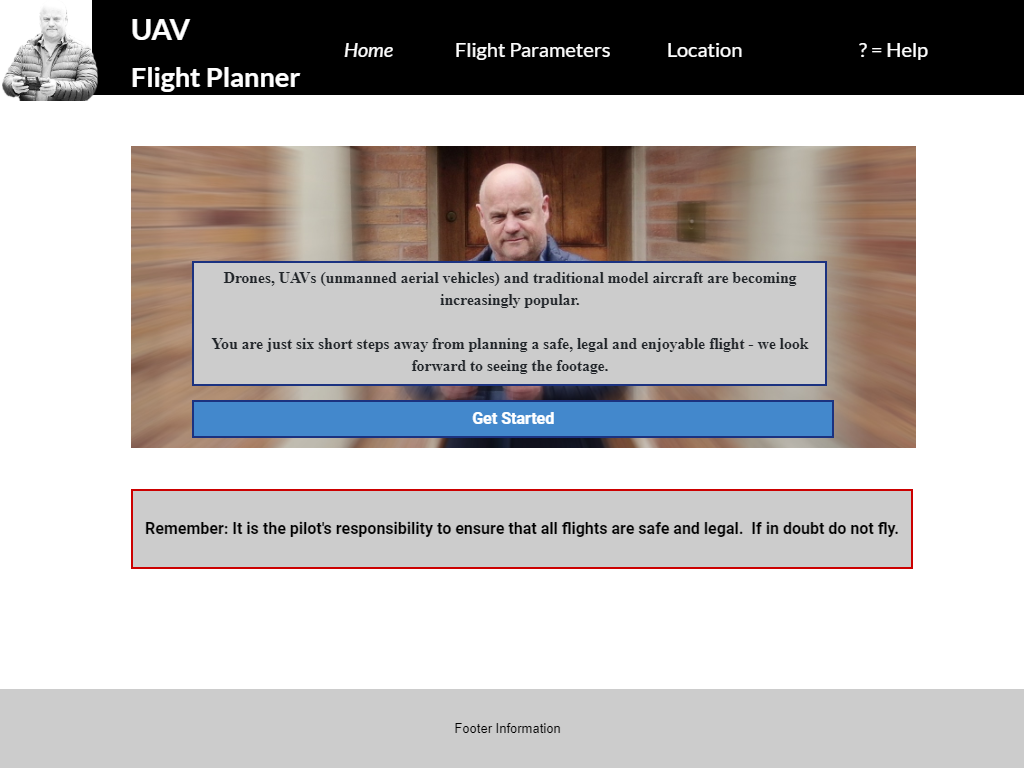 UAV
Flight Planner
Home
Flight Parameters
Location
? = Help
Drones, UAVs (unmanned aerial vehicles) and traditional model aircraft are becoming
increasingly popular.
You are just six short steps away from planning a safe, legal and enjoyable flight - we look
forward to seeing the footage.
Get Started
Remember: It is the pilot's responsibility to ensure that all flights are safe and legal.  If in doubt do not fly.
Footer Information